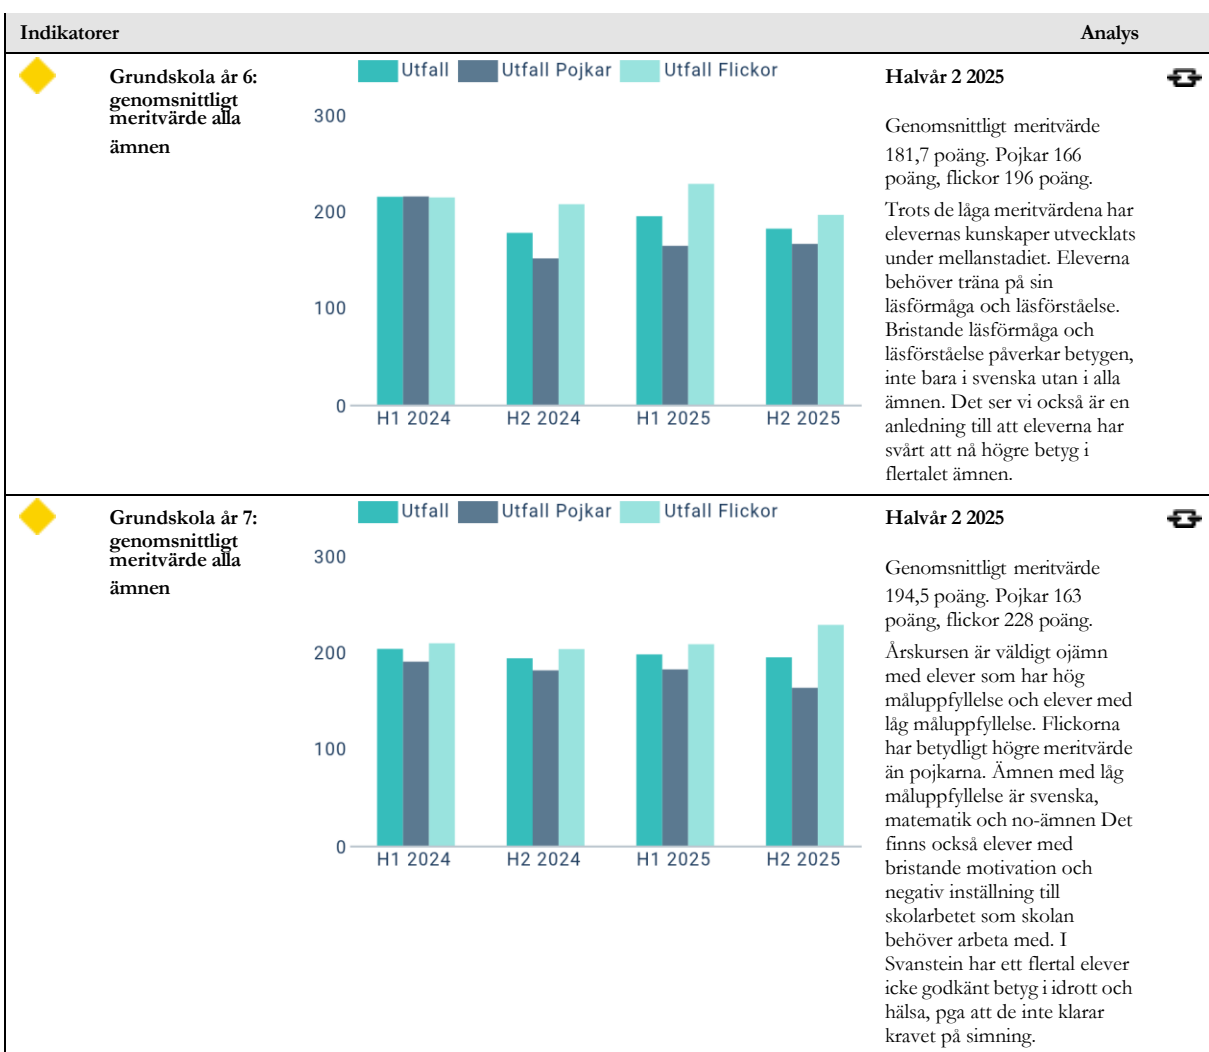 Indikatorer
Analys
Grundskola år 6:
genomsnittligt
meritvärde alla
ämnen
Utfall
Utfall Pojkar
Utfall Flickor
300
200
100
0
H1 2024
H2 2024
H1 2025
H2 2025
Halvår 2 2025
Genomsnittligt meritvärde
181,7 poäng. Pojkar 166
poäng, flickor 196 poäng.
Trots de låga meritvärdena har
elevernas kunskaper utvecklats
under mellanstadiet. Eleverna
behöver träna på sin
läsförmåga och läsförståelse.
Bristande läsförmåga och
läsförståelse påverkar betygen,
inte bara i svenska utan i alla
ämnen. Det ser vi också är en
anledning till att eleverna har
svårt att nå högre betyg i
flertalet ämnen.
Grundskola år 7:
genomsnittligt
meritvärde alla
ämnen
Utfall
Utfall Pojkar
Utfall Flickor
300
200
100
0
H1 2024
H2 2024
H1 2025
H2 2025
Halvår 2 2025
Genomsnittligt meritvärde
194,5 poäng. Pojkar 163
poäng, flickor 228 poäng.
Årskursen är väldigt ojämn
med elever som har hög
måluppfyllelse och elever med
låg måluppfyllelse. Flickorna
har betydligt högre meritvärde
än pojkarna. Ämnen med låg
måluppfyllelse är svenska,
matematik och no-ämnen Det
finns också elever med
bristande motivation och
negativ inställning till
skolarbetet som skolan
behöver arbeta med. I
Svanstein har ett flertal elever
icke godkänt betyg i idrott och
hälsa, pga att de inte klarar
kravet på simning.